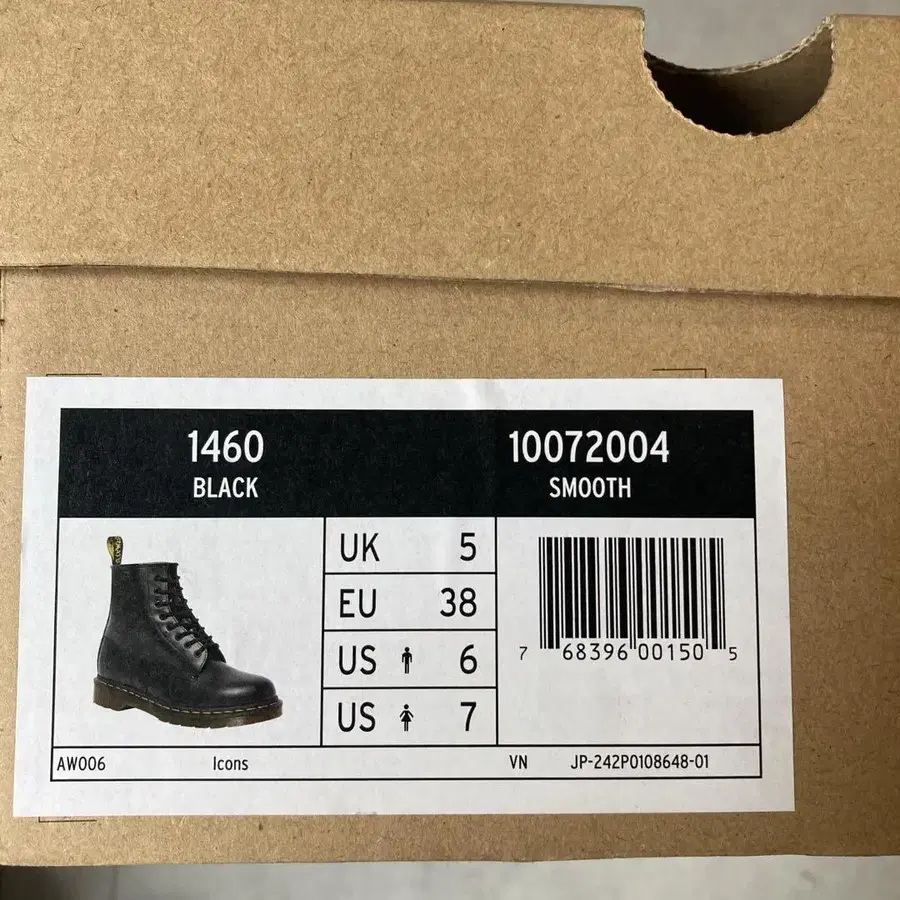 1460
BLACK
10072004
SMOOTH
UK 5
EU 38
US 6
US 7
7 68396 00150 5
AW006 Icons VN JP-242P0108648-01